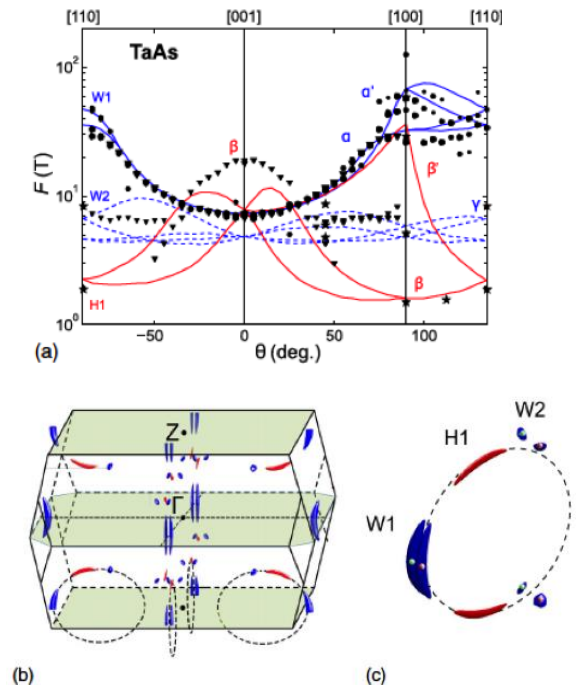 [110] [001] [100] [110]
TaAs
10²
W1
α'
α
β
F (T)
10¹
W2
β'
γ
H1
β
10⁰
−50 0 50 100
(a)
θ (deg.)
W2
H1
Z
Γ
W1
(b) (c)